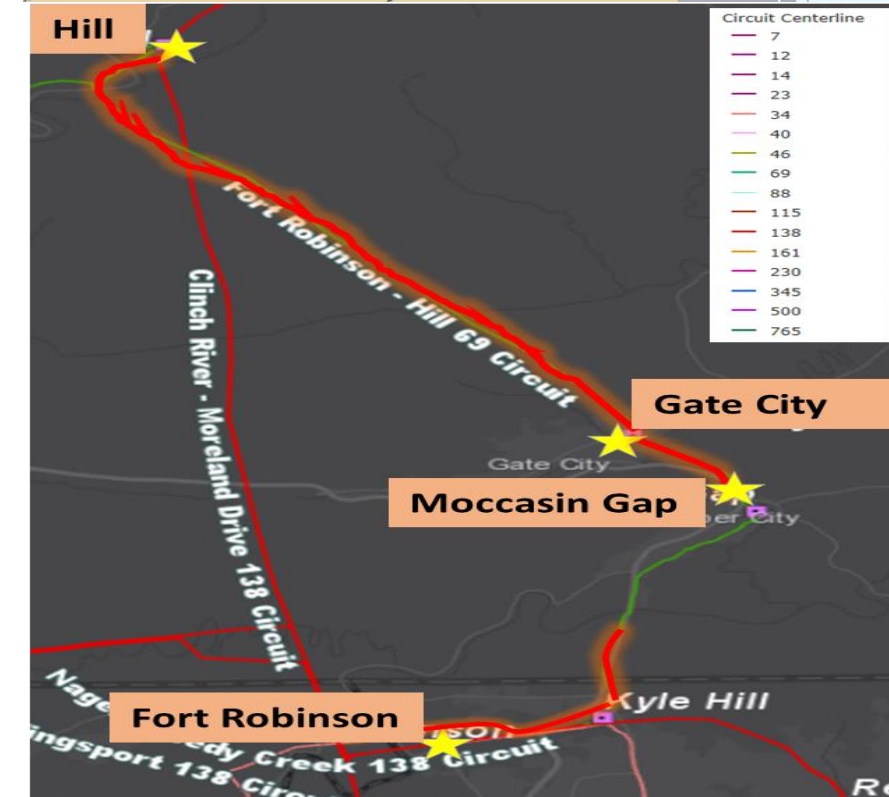 Hill
Circuit Centerline
7
12
14
23
34
40
46
69
88
115
138
161
230
345
500
765
Fort Robinson - Hill 69 Circuit
Clinch River - Moreland Drive 138 Circuit
Gate City
Gate City
Moccasin Gap
Kyle Hill
Fort Robinson
Creek 138 Circuit
138